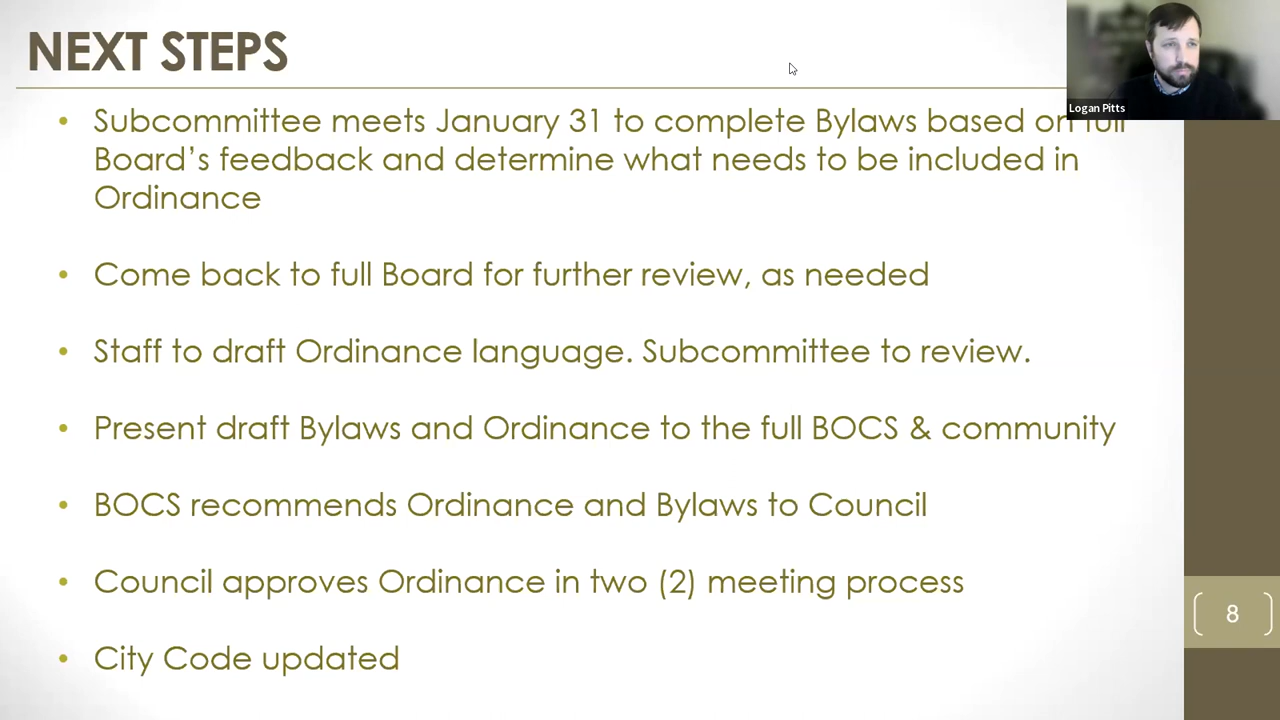 NEXT STEPS
Logan Pitts
• Subcommittee meets January 31 to complete Bylaws based on full
Board’s feedback and determine what needs to be included in
Ordinance
• Come back to full Board for further review, as needed
• Staff to draft Ordinance language. Subcommittee to review.
• Present draft Bylaws and Ordinance to the full BOCS & community
• BOCS recommends Ordinance and Bylaws to Council
• Council approves Ordinance in two (2) meeting process
• City Code updated
8